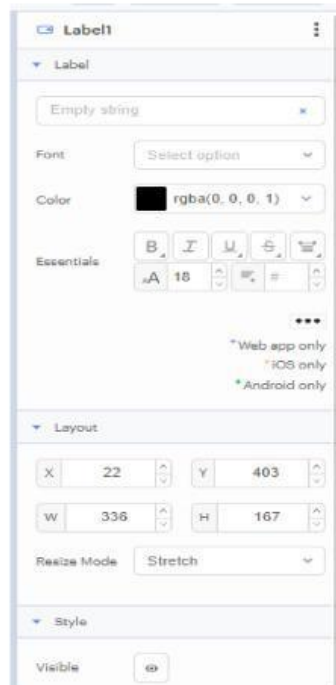 Label1
Label
Empty string
Font Select option
Color rgba(0, 0, 0, 1)
B I U S
Essentials
AA 18 #
*Web app only
*iOS only
*Android only
Layout
X 22 Y 403
W 336 H 167
Resize Mode Stretch
Style
Visible